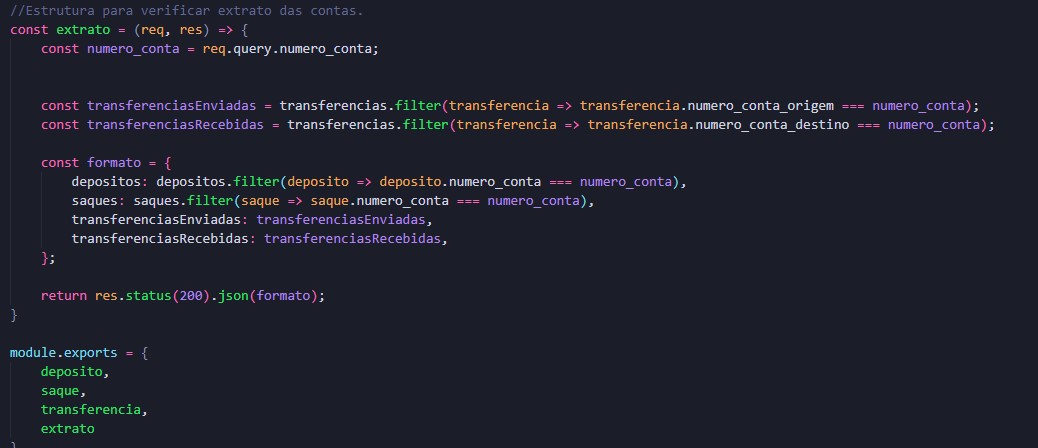 //Estrutura para verificar extrato das contas.
const extrato = (req, res) => {
    const numero_conta = req.query.numero_conta;


    const transferenciasEnviadas = transferencias.filter(transferencia => transferencia.numero_conta_origem === numero_conta);
    const transferenciasRecebidas = transferencias.filter(transferencia => transferencia.numero_conta_destino === numero_conta);

    const formato = {
        depositos: depositos.filter(deposito => deposito.numero_conta === numero_conta),
        saques: saques.filter(saque => saque.numero_conta === numero_conta),
        transferenciasEnviadas: transferenciasEnviadas,
        transferenciasRecebidas: transferenciasRecebidas,
    };

    return res.status(200).json(formato);
}

module.exports = {
    deposito,
    saque,
    transferencia,
    extrato
}